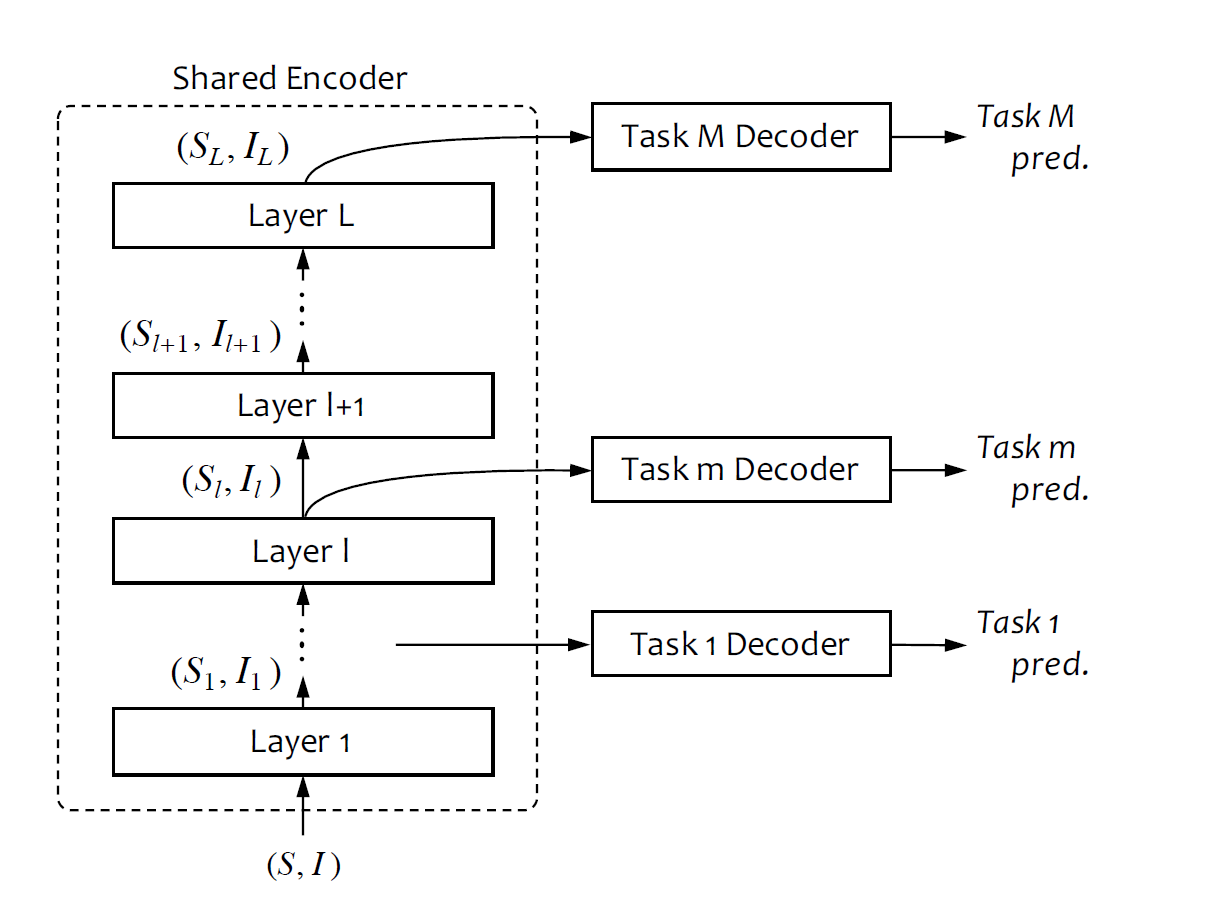 Shared Encoder
(S_L, I_L)
Task M Decoder
Task M
pred.
Layer L
(S_{l+1}, I_{l+1})
Layer l+1
(S_l, I_l)
Task m Decoder
Task m
pred.
Layer l
Task 1 Decoder
Task 1
pred.
(S_1, I_1)
Layer 1
(S, I)